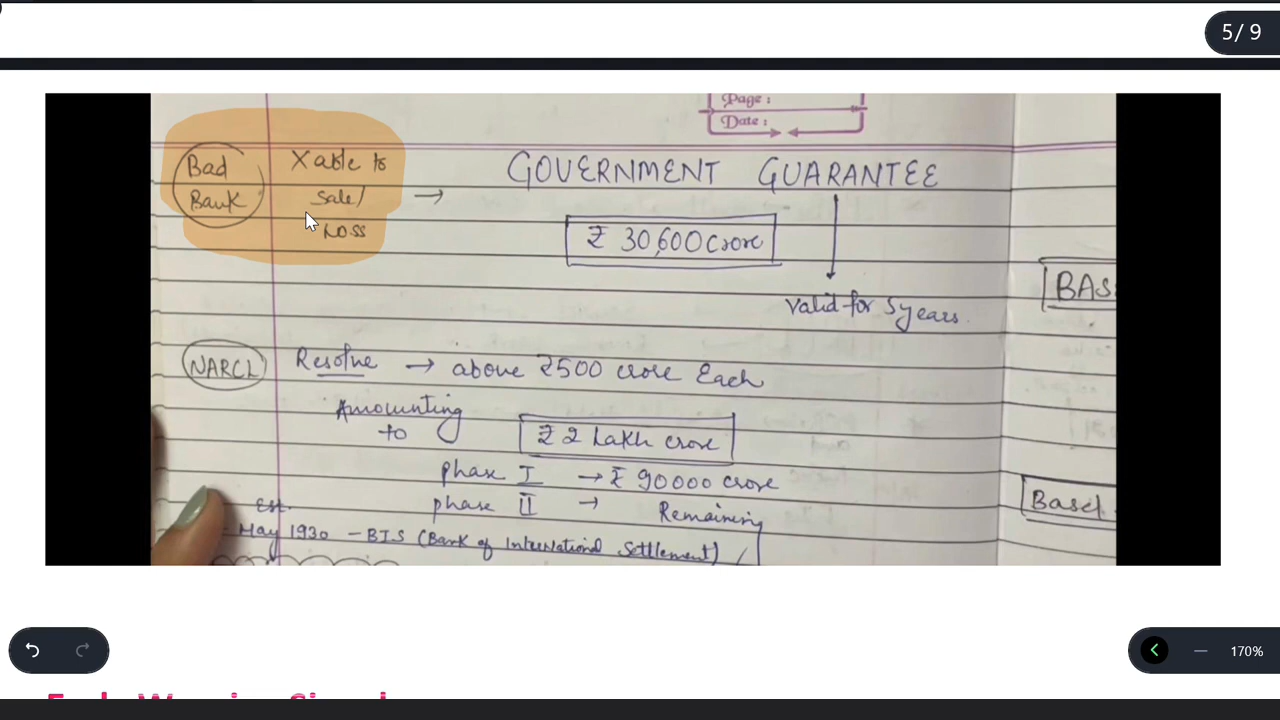 5/ 9
Page :
Date :
Bad X able to GOVERNMENT GUARANTEE
Bank Sale/ →
Loss ₹ 30,600 crore
Valid for 5 years.
BAS
NARCL Resolve → above ₹500 crore Each
Amounting
to ₹ 2 Lakh crore
phase I → ₹ 90000 crore
phase II → Remaining
Basel
Est.
- May 1930 - BIS (Bank of International Settlement)
170%